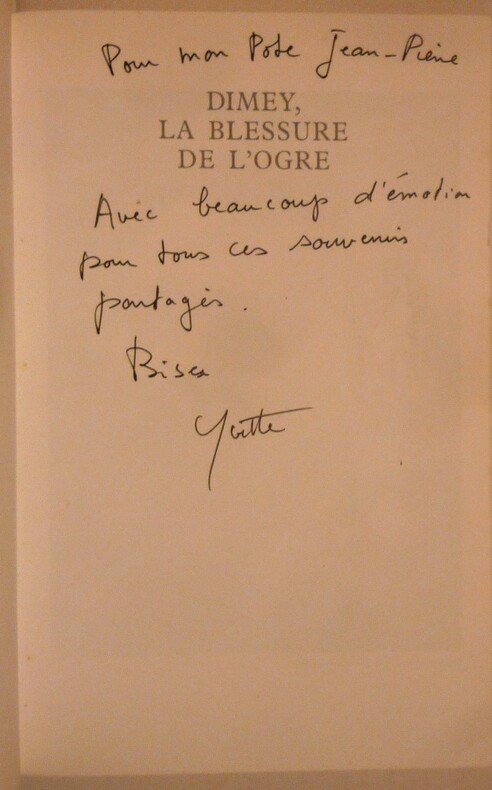 Pour mon Pote Jean-Pierre
DIMEY,
LA BLESSURE
DE L'OGRE
Avec beaucoup d'émotion
pour tous ces souvenirs
partagés.
Bises
Yvette